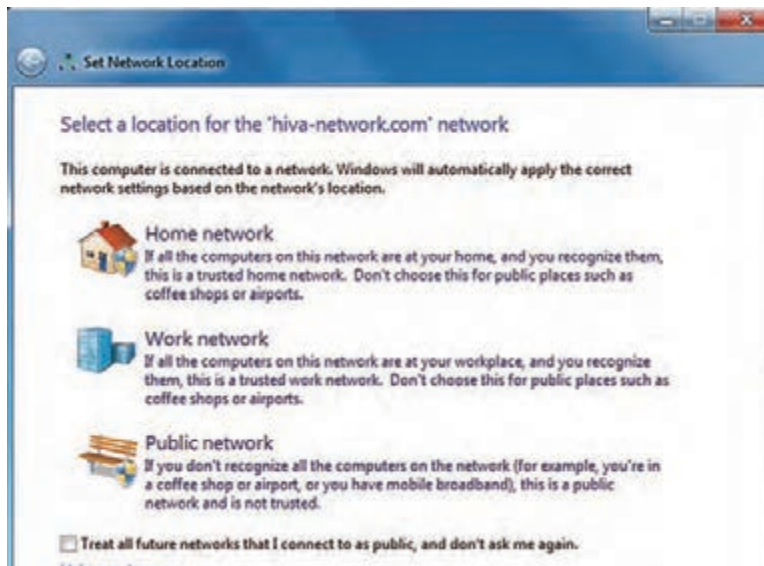 Set Network Location
Select a location for the 'hiva-network.com' network
This computer is connected to a network. Windows will automatically apply the correct
network settings based on the network's location.
Home network
If all the computers on this network are at your home, and you recognize them,
this is a trusted home network. Don't choose this for public places such as
coffee shops or airports.
Work network
If all the computers on this network are at your workplace, and you recognize
them, this is a trusted work network. Don't choose this for public places such as
coffee shops or airports.
Public network
If you don't recognize all the computers on the network (for example, you're in
a coffee shop or airport, or you have mobile broadband), this is a public
network and is not trusted.
Treat all future networks that I connect to as public, and don't ask me again.